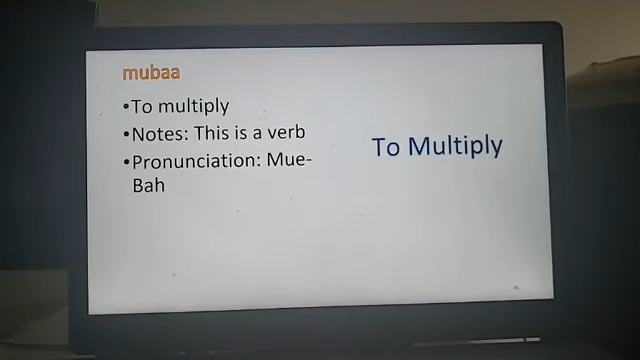 mubaa
•To multiply
•Notes: This is a verb
•Pronunciation: Mue-
Bah
To Multiply